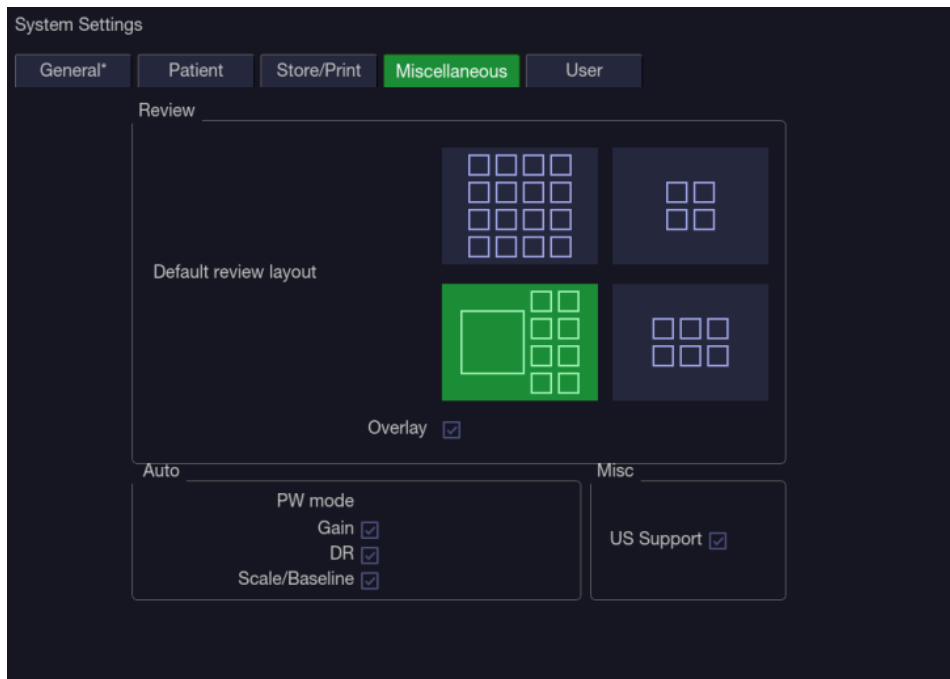 System Settings
General* Patient Store/Print Miscellaneous User
Review
Default review layout
Overlay
Auto
PW mode
Gain
DR
Scale/Baseline
Misc
US Support